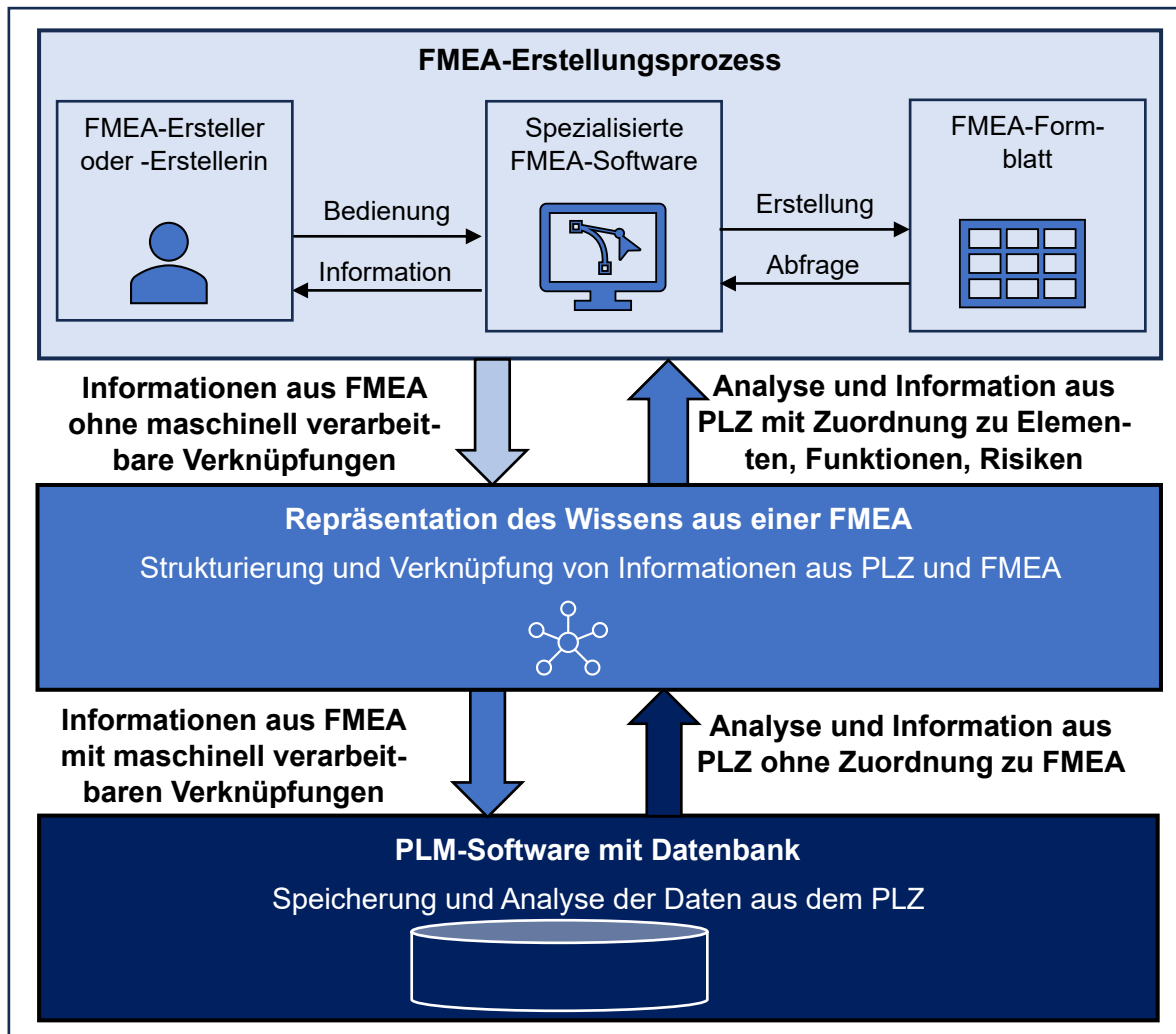 FMEA-Erstellungsprozess
FMEA-Ersteller
oder -Erstellerin
Bedienung
Information
Spezialisierte
FMEA-Software
Erstellung
Abfrage
FMEA-Form-
blatt
Informationen aus FMEA
ohne maschinell verarbeit-
bare Verknüpfungen
Analyse und Information aus
PLZ mit Zuordnung zu Elemen-
ten, Funktionen, Risiken
Repräsentation des Wissens aus einer FMEA
Strukturierung und Verknüpfung von Informationen aus PLZ und FMEA
Informationen aus FMEA
mit maschinell verarbeit-
baren Verknüpfungen
Analyse und Information aus
PLZ ohne Zuordnung zu FMEA
PLM-Software mit Datenbank
Speicherung und Analyse der Daten aus dem PLZ